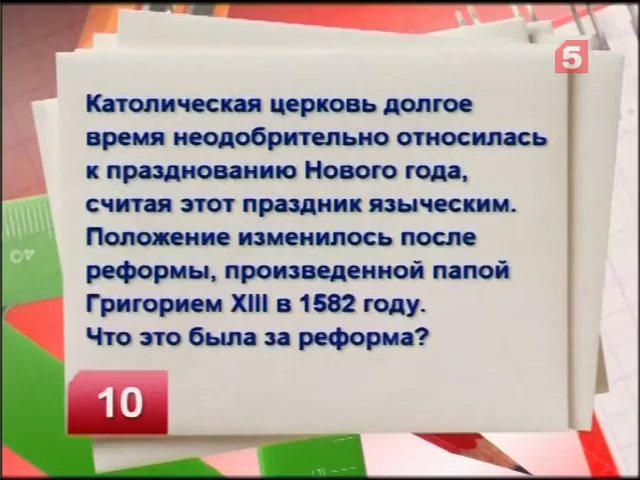 5
Католическая церковь долгое
время неодобрительно относилась
к празднованию Нового года,
считая этот праздник языческим.
Положение изменилось после
реформы, произведенной папой
Григорием XIII в 1582 году.
Что это была за реформа?
40
10